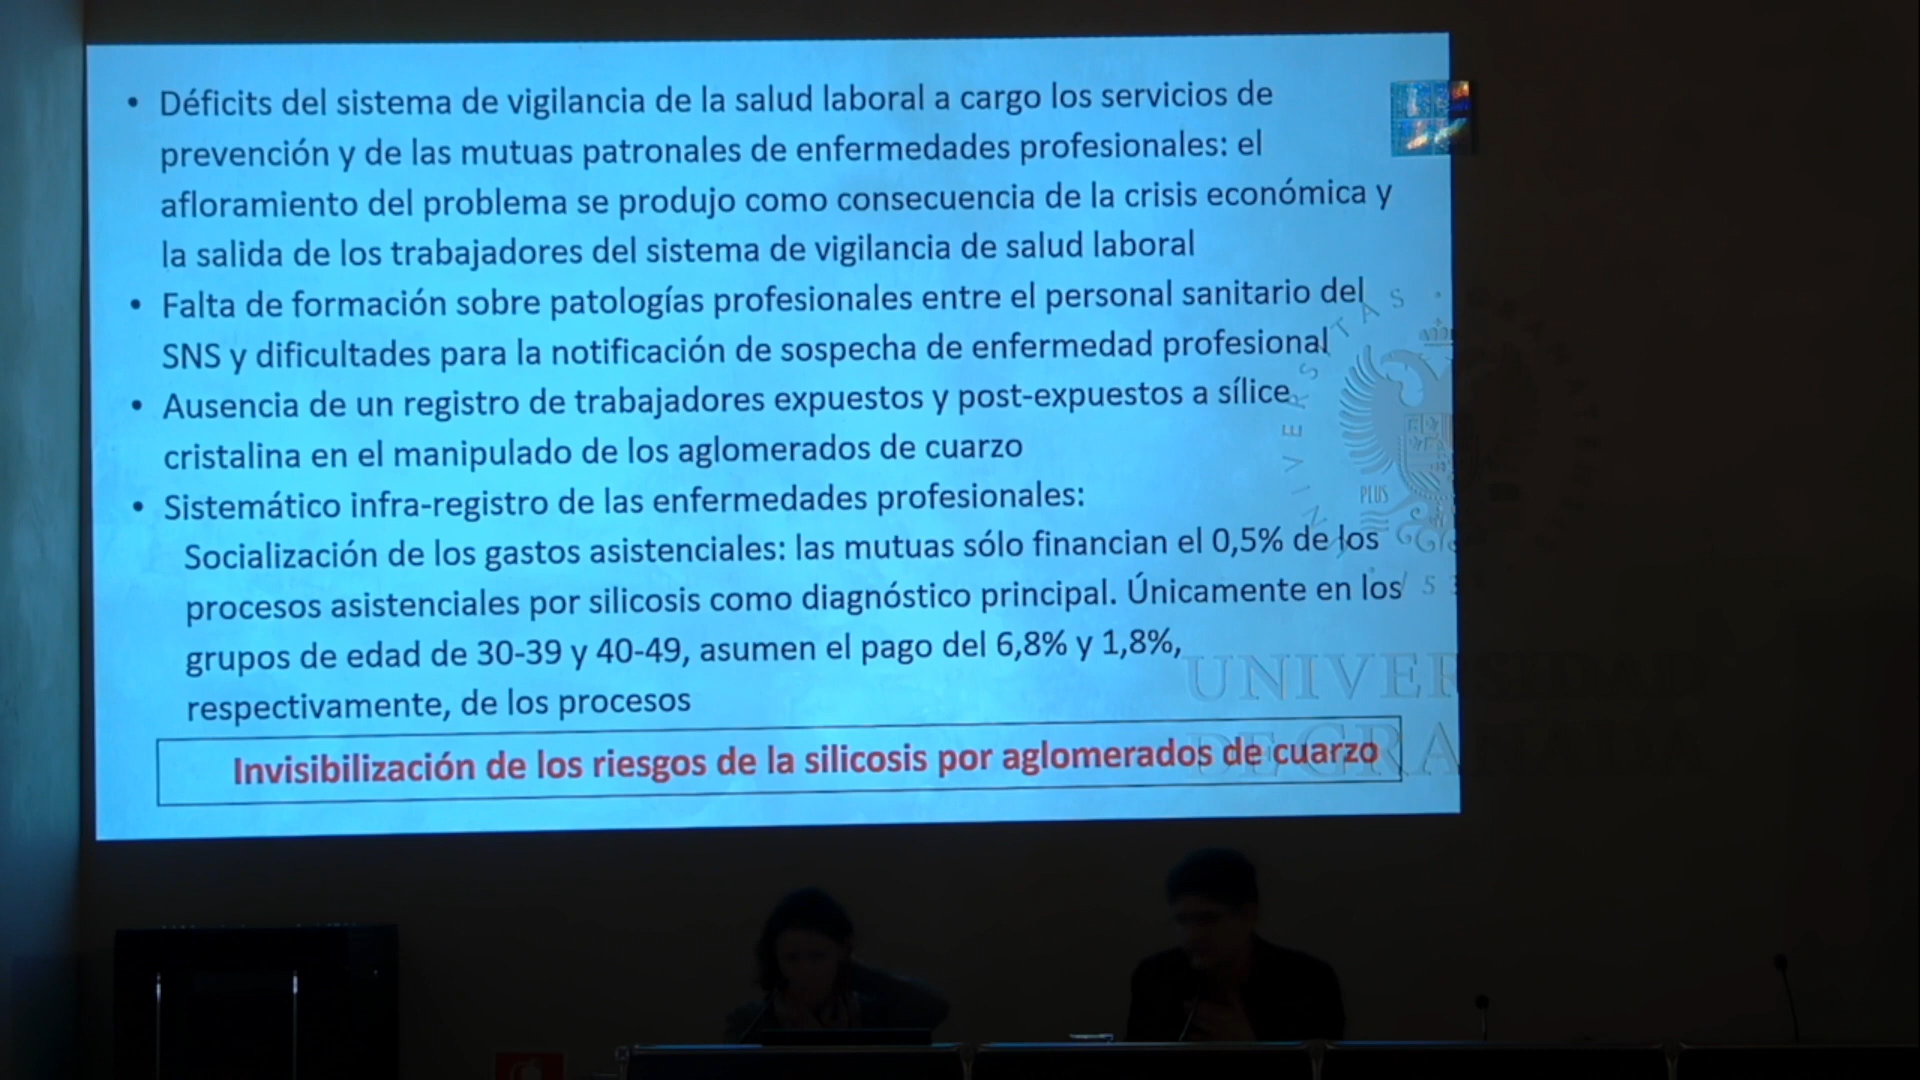 • Déficits del sistema de vigilancia de la salud laboral a cargo los servicios de
prevención y de las mutuas patronales de enfermedades profesionales: el
afloramiento del problema se produjo como consecuencia de la crisis económica y
la salida de los trabajadores del sistema de vigilancia de salud laboral
• Falta de formación sobre patologías profesionales entre el personal sanitario del
SNS y dificultades para la notificación de sospecha de enfermedad profesional
• Ausencia de un registro de trabajadores expuestos y post-expuestos a sílice
cristalina en el manipulado de los aglomerados de cuarzo
• Sistemático infra-registro de las enfermedades profesionales:
Socialización de los gastos asistenciales: las mutuas sólo financian el 0,5% de los
procesos asistenciales por silicosis como diagnóstico principal. Únicamente en los
grupos de edad de 30-39 y 40-49, asumen el pago del 6,8% y 1,8%,
respectivamente, de los procesos
Invisibilización de los riesgos de la silicosis por aglomerados de cuarzo
PLUS
UNIVERSIDAD
DE GRANADA